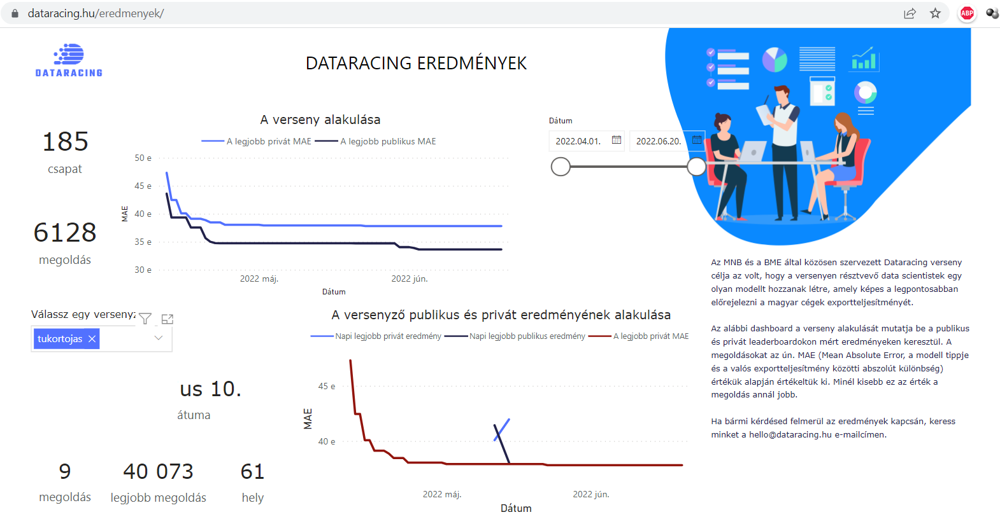 dataracing.hu/eredmenyek/
ABP
DATARACING
DATARACING EREDMÉNYEK
185
csapat
6128
megoldás
A verseny alakulása
A legjobb privát MAE
A legjobb publikus MAE
50 e
45 e
40 e
35 e
30 e
MAE
2022 máj.
2022 jún.
Dátum
Dátum
2022.04.01.
2022.06.20.
Az MNB és a BME által közösen szervezett Dataracing verseny
célja az volt, hogy a versenyen résztvevő data scientistek egy
olyan modellt hozzanak létre, amely képes a legpontosabban
előrejelezni a magyar cégek exportteljesítményét.
Az alábbi dashboard a verseny alakulását mutatja be a publikus
és privát leaderboardokon mért eredményeken keresztül. A
megoldásokat az ún. MAE (Mean Absolute Error, a modell tippje
és a valós exportteljesítmény közötti abszolút különbség)
értékük alapján értékeltük ki. Minél kisebb ez az érték a
megoldás annál jobb.
Ha bármi kérdésed felmerül az eredmények kapcsán, keress
minket a hello@dataracing.hu e-mailcímen.
Válassz egy versenyz
tukortojas
us 10.
átuma
9
megoldás
40 073
legjobb megoldás
61
hely
A versenyző publikus és privát eredményének alakulása
Napi legjobb privát eredmény
Napi legjobb publikus eredmény
A legjobb privát MAE
45 e
40 e
MAE
2022 máj.
2022 jún.
Dátum